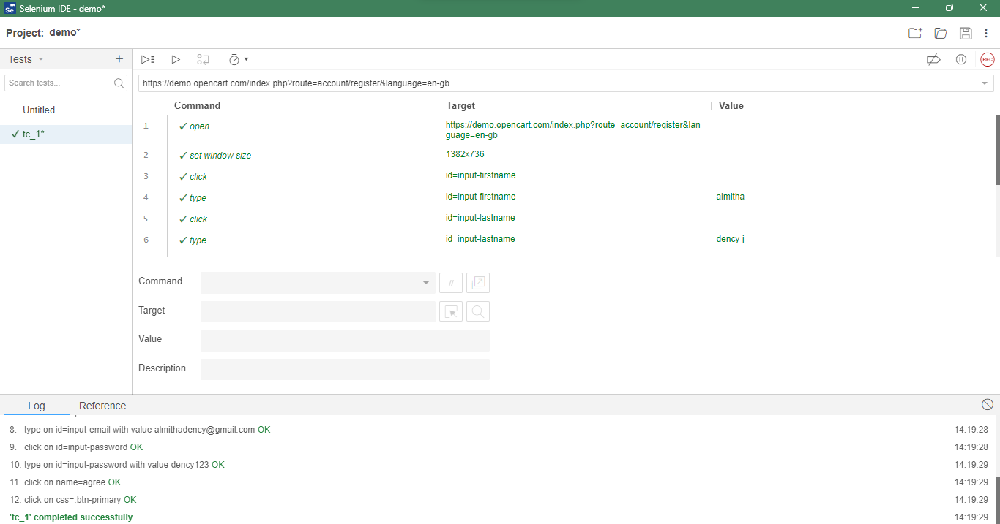 Selenium IDE - demo*
Project: demo*
Tests
REC
Search tests...
https://demo.opencart.com/index.php?route=account/register&language=en-gb
Untitled
✓ tc_1*
Command Target Value
1 ✓ open https://demo.opencart.com/index.php?route=account/register&lan
guage=en-gb
2 ✓ set window size 1382x736
3 ✓ click id=input-firstname
4 ✓ type id=input-firstname almitha
5 ✓ click id=input-lastname
6 ✓ type id=input-lastname dency j
Command //
Target
Value
Description
Log Reference
8. type on id=input-email with value almithadency@gmail.com OK 14:19:28
9. click on id=input-password OK 14:19:28
10. type on id=input-password with value dency123 OK 14:19:29
11. click on name=agree OK 14:19:29
12. click on css=.btn-primary OK 14:19:29
'tc_1' completed successfully 14:19:29